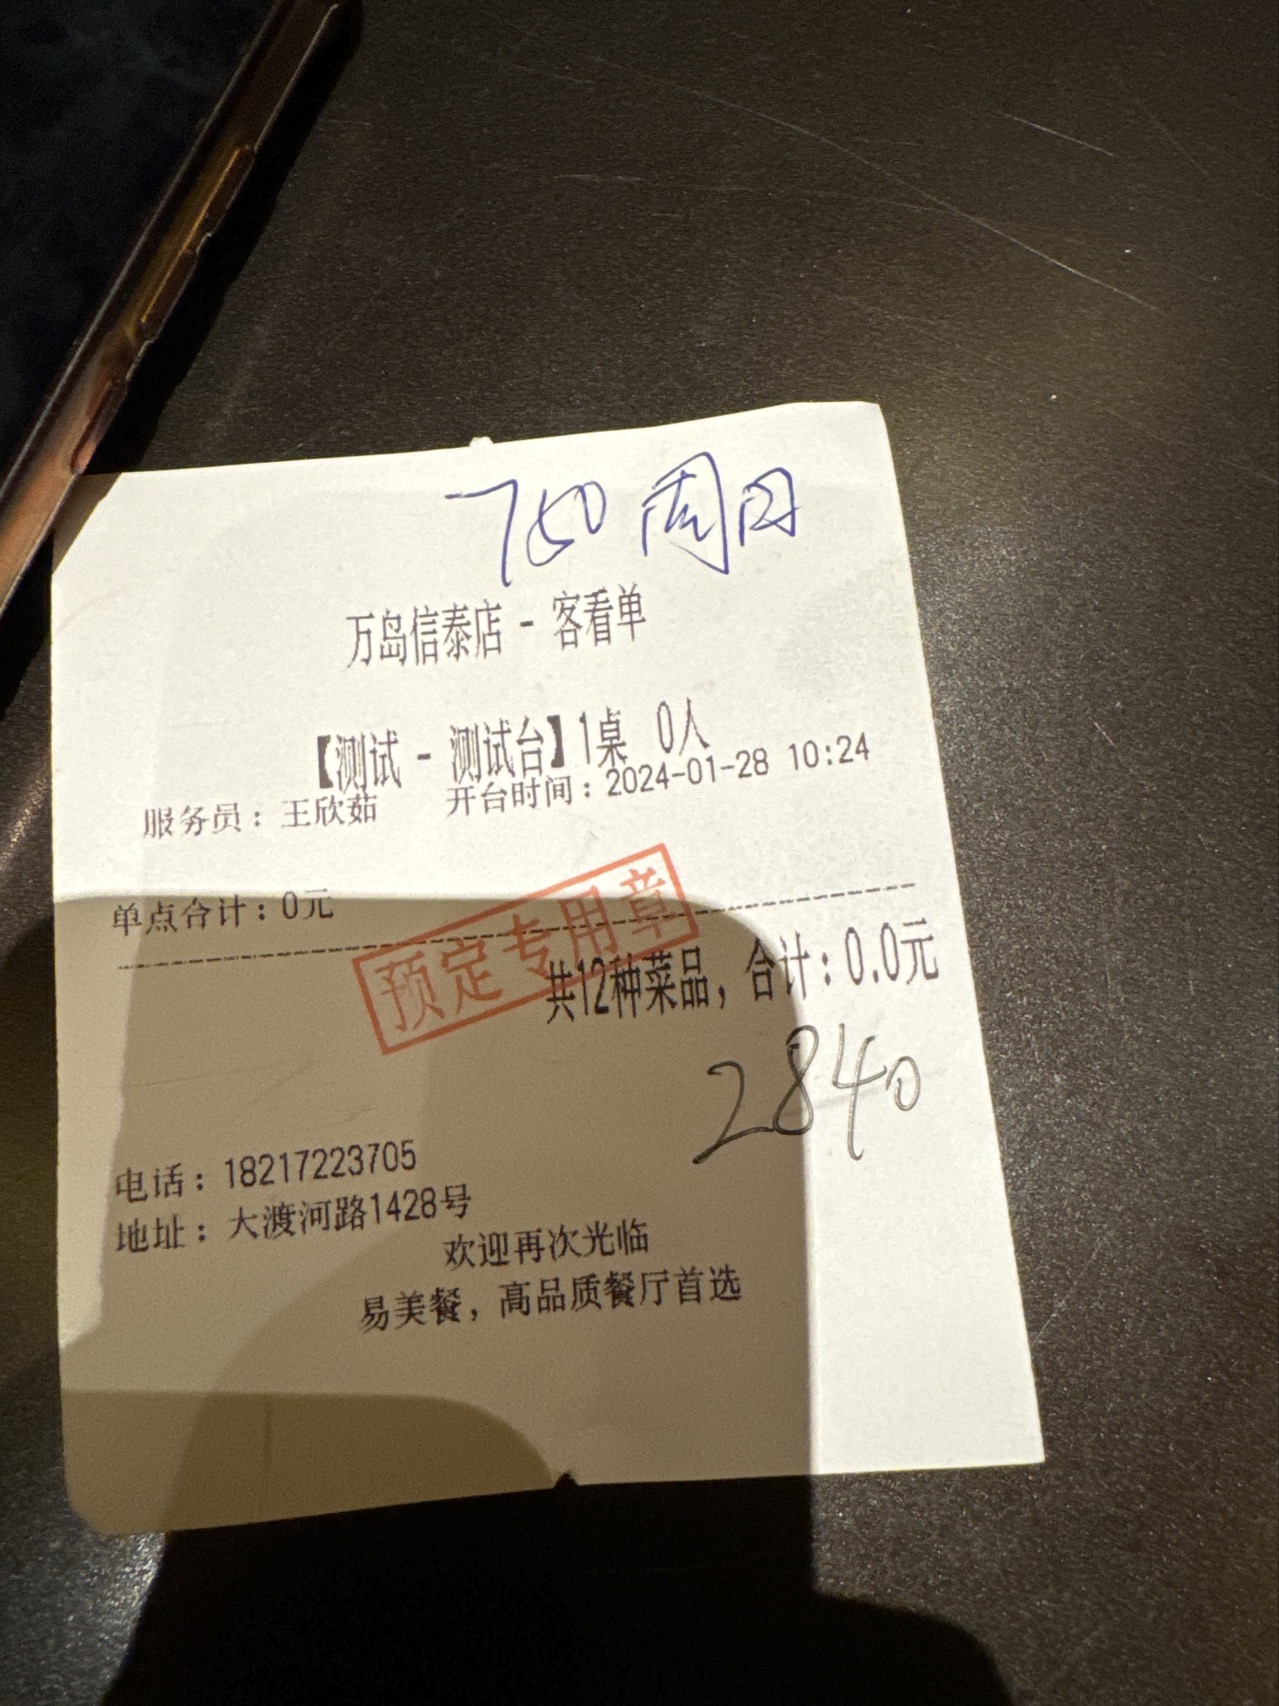 760 周日
万岛信泰店 - 客看单
【测试 - 测试台】1桌 0人
服务员：王欣茹 开台时间：2024-01-28 10:24
单点合计：0元
预定专用章
共12种菜品，合计：0.0元
2840
电话：18217223705
地址：大渡河路1428号
欢迎再次光临
易美餐，高品质餐厅首选